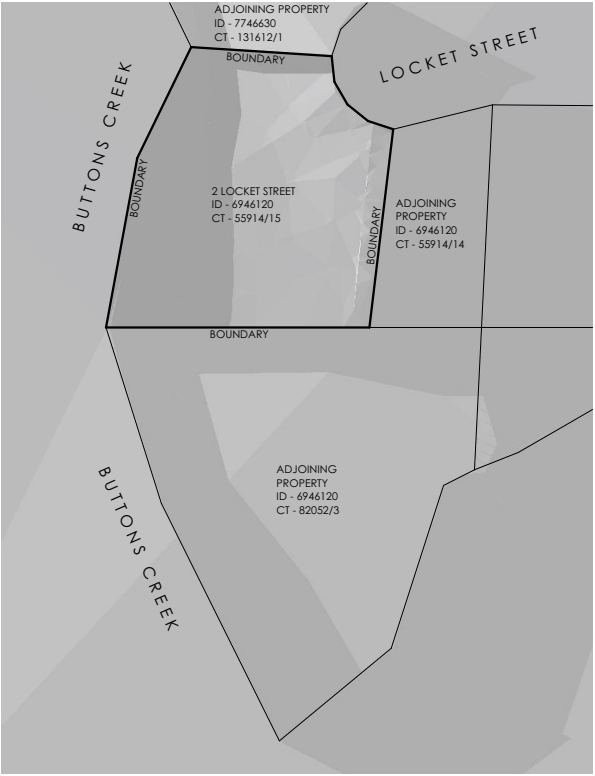 ADJOINING PROPERTY
ID - 7746630
CT - 131612/1
BOUNDARY
LOCKET STREET
BUTTONS CREEK
BOUNDARY
2 LOCKET STREET
ID - 6946120
CT - 55914/15
BOUNDARY
ADJOINING
PROPERTY
ID - 6946120
CT - 55914/14
BOUNDARY
ADJOINING
PROPERTY
ID - 6946120
CT - 82052/3
BUTTONS CREEK